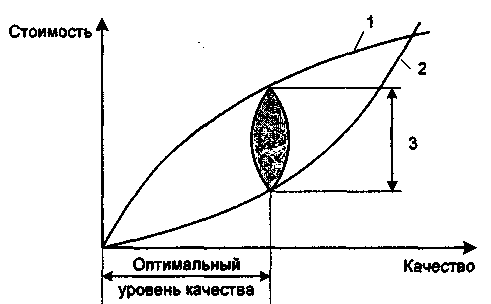 Стоимость
1
2
3
Оптимальный
уровень качества
Качество